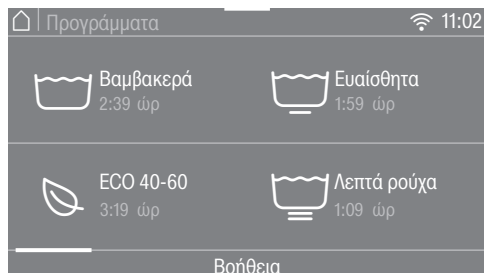 Προγράμματα 11:02
Βαμβακερά
2:39 ώρ
Ευαίσθητα
1:59 ώρ
ECO 40-60
3:19 ώρ
Λεπτά ρούχα
1:09 ώρ
Βοήθεια